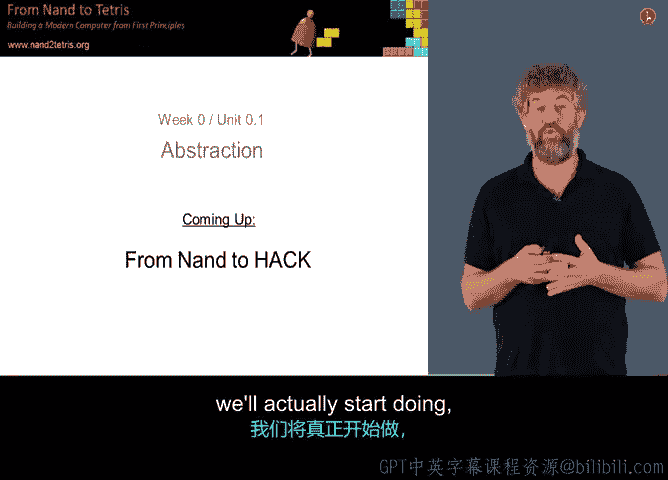 From Nand to Tetris
Building a Modern Computer from First Principles
www.nand2tetris.org
Week 0 / Unit 0.1
Abstraction
Coming Up:
From Nand to HACK
we'll actually start doing,
我们将真正开始做，
GPT中英字幕课程资源@bilibili.com